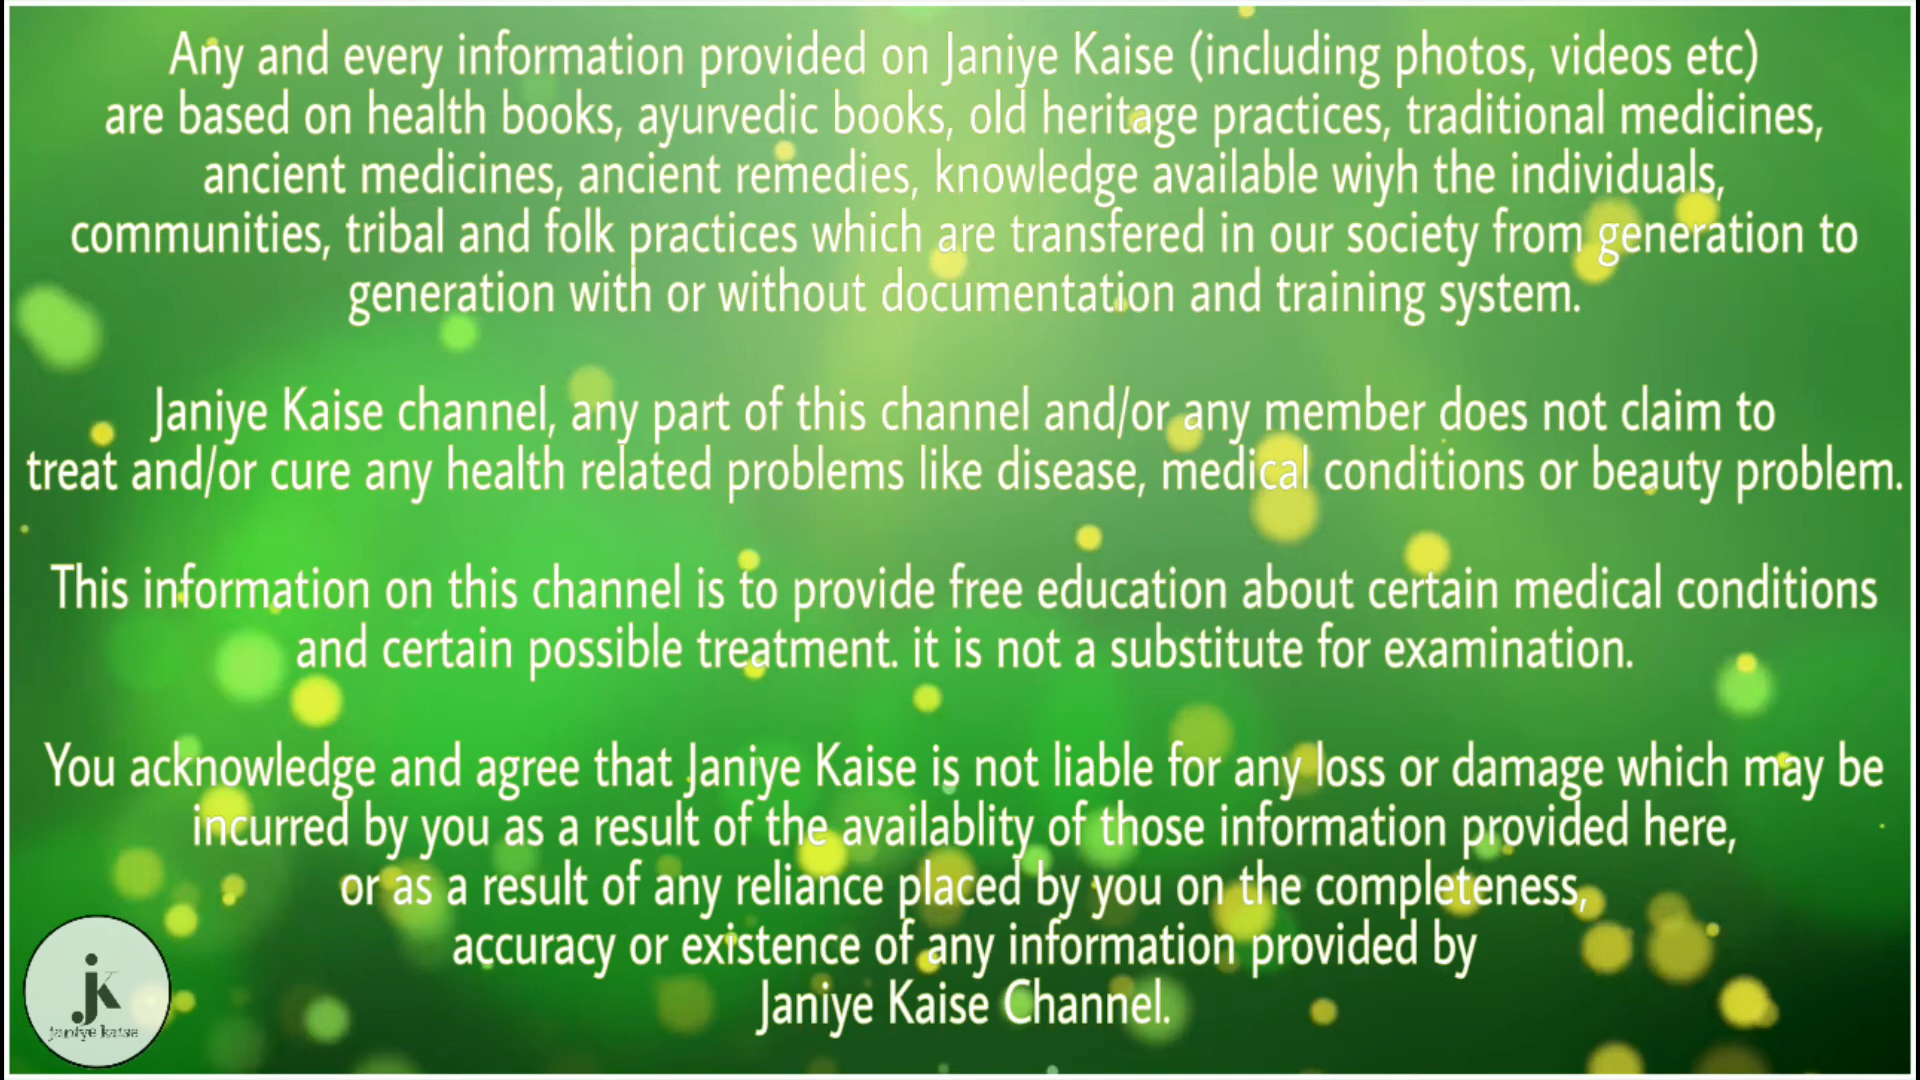 Any and every information provided on Janiye Kaise (including photos, videos etc)
are based on health books, ayurvedic books, old heritage practices, traditional medicines,
ancient medicines, ancient remedies, knowledge available wiyh the individuals,
communities, tribal and folk practices which are transfered in our society from generation to
generation with or without documentation and training system.
Janiye Kaise channel, any part of this channel and/or any member does not claim to
treat and/or cure any health related problems like disease, medical conditions or beauty problem.
This information on this channel is to provide free education about certain medical conditions
and certain possible treatment. it is not a substitute for examination.
You acknowledge and agree that Janiye Kaise is not liable for any loss or damage which may be
incurred by you as a result of the availablity of those information provided here,
or as a result of any reliance placed by you on the completeness,
accuracy or existence of any information provided by
Janiye Kaise Channel.
jk
janiye kaise